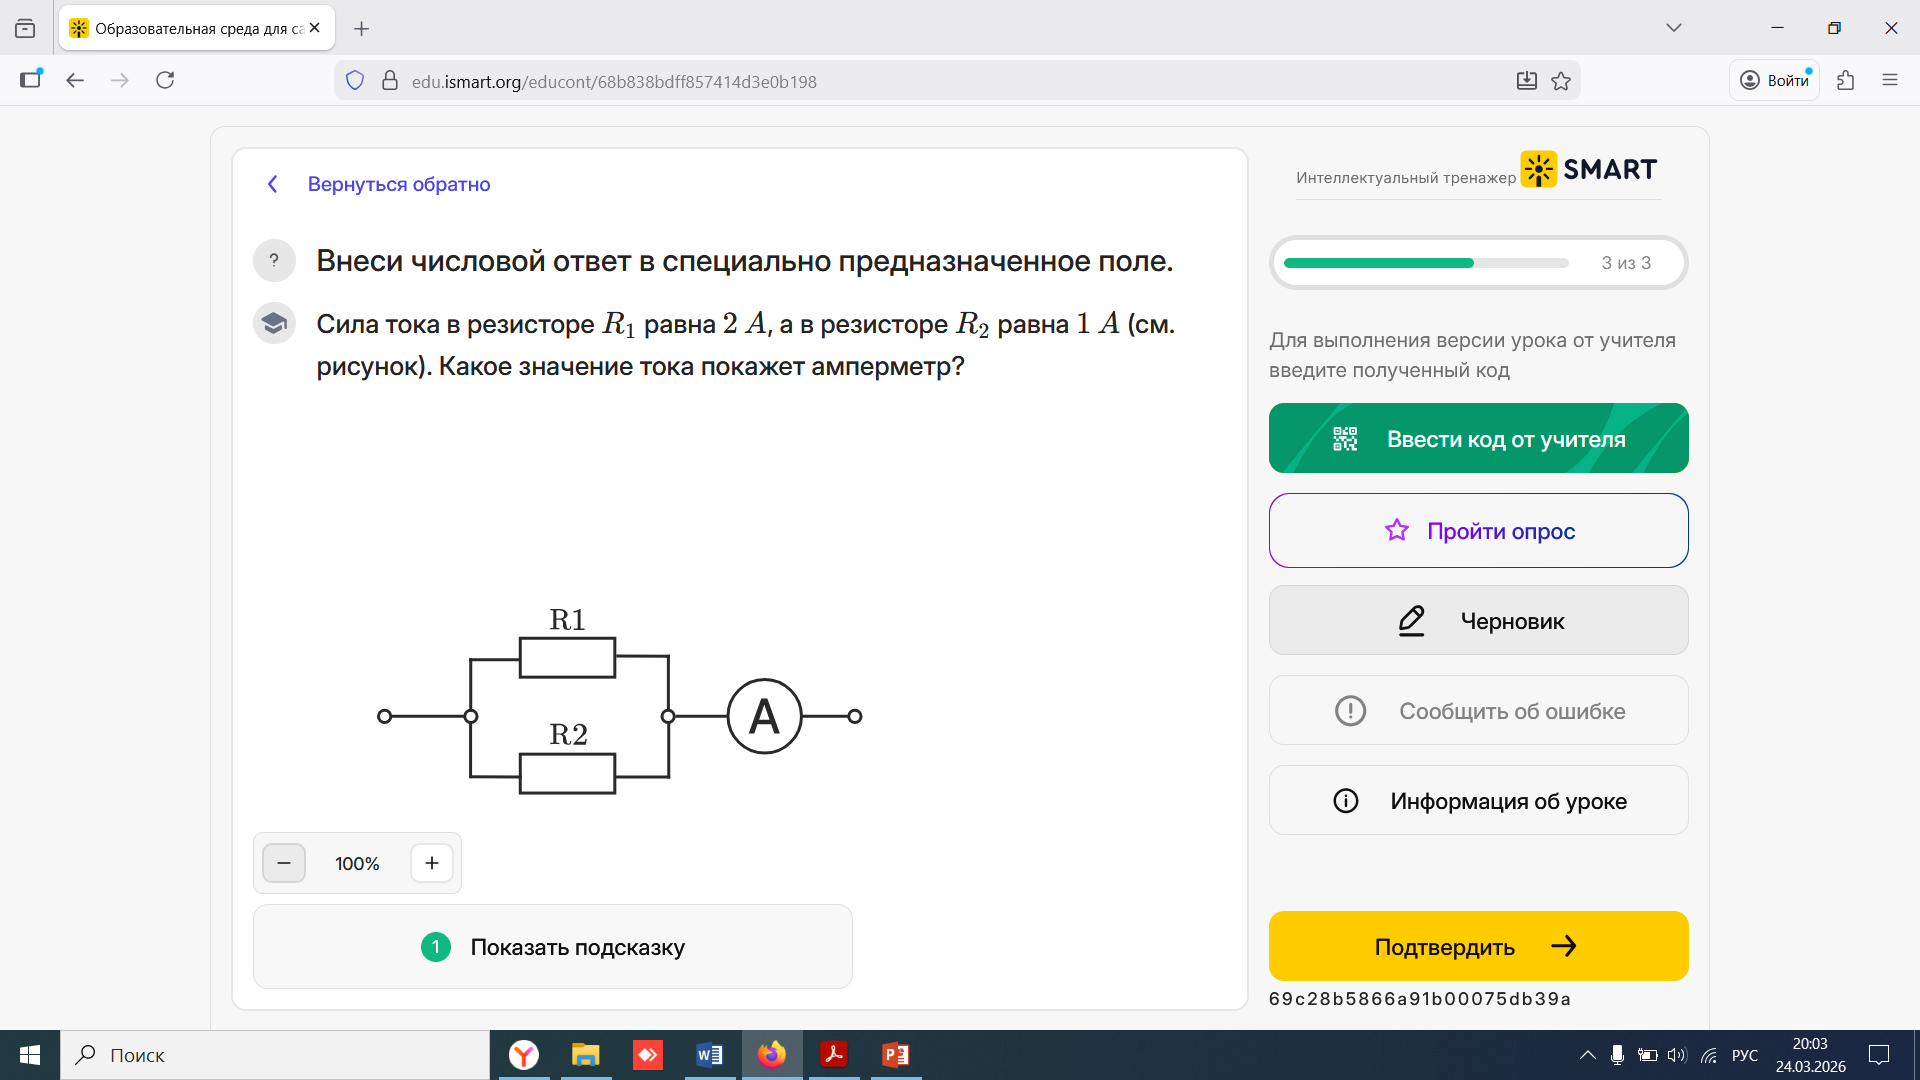 Образовательная среда для са
edu.ismart.org/educont/68b838bdff857414d3e0b198
Войти
Вернуться обратно
?
Внеси числовой ответ в специально предназначенное поле.
Сила тока в резисторе R₁ равна 2 A, а в резисторе R₂ равна 1 A (см.
рисунок). Какое значение тока покажет амперметр?
R1
R2
A
100%
1 Показать подсказку
Интеллектуальный тренажер SMART
3 из 3
Для выполнения версии урока от учителя
введите полученный код
Ввести код от учителя
Пройти опрос
Черновик
Сообщить об ошибке
Информация об уроке
Подтвердить
69c28b5866a91b00075db39a
Поиск
РУС
20:03
24.03.2026